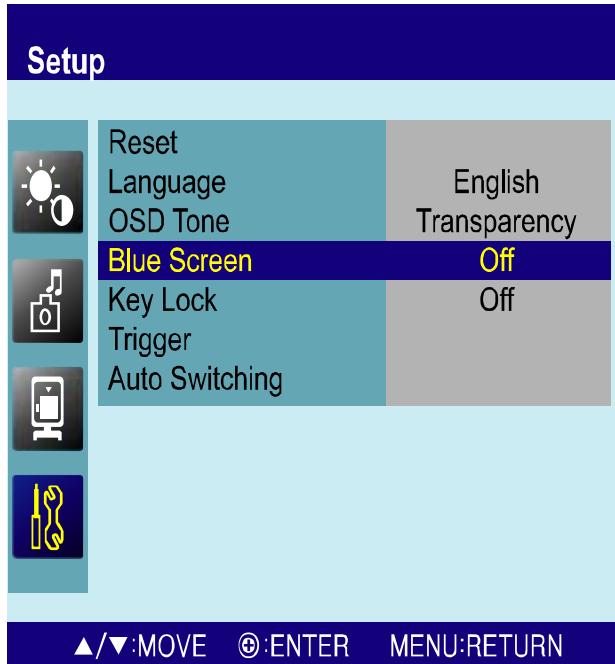 Setup
Reset
Language English
OSD Tone Transparency
Blue Screen Off
Key Lock Off
Trigger
Auto Switching
▲/▼:MOVE ⊕:ENTER MENU:RETURN